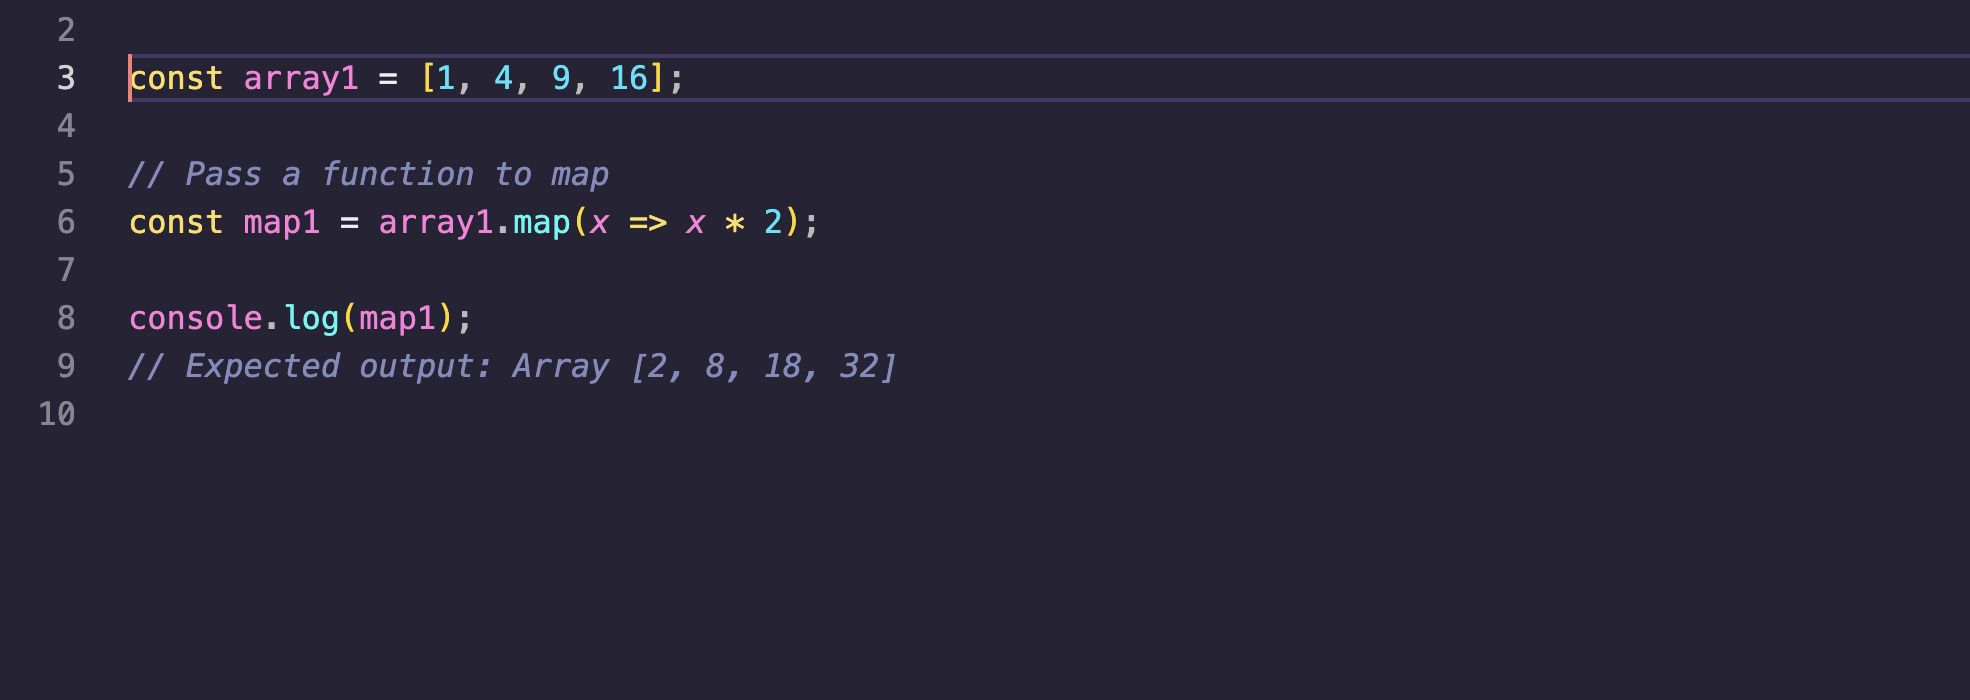 2
3 const array1 = [1, 4, 9, 16];
4
5 // Pass a function to map
6 const map1 = array1.map(x => x * 2);
7
8 console.log(map1);
9 // Expected output: Array [2, 8, 18, 32]
10